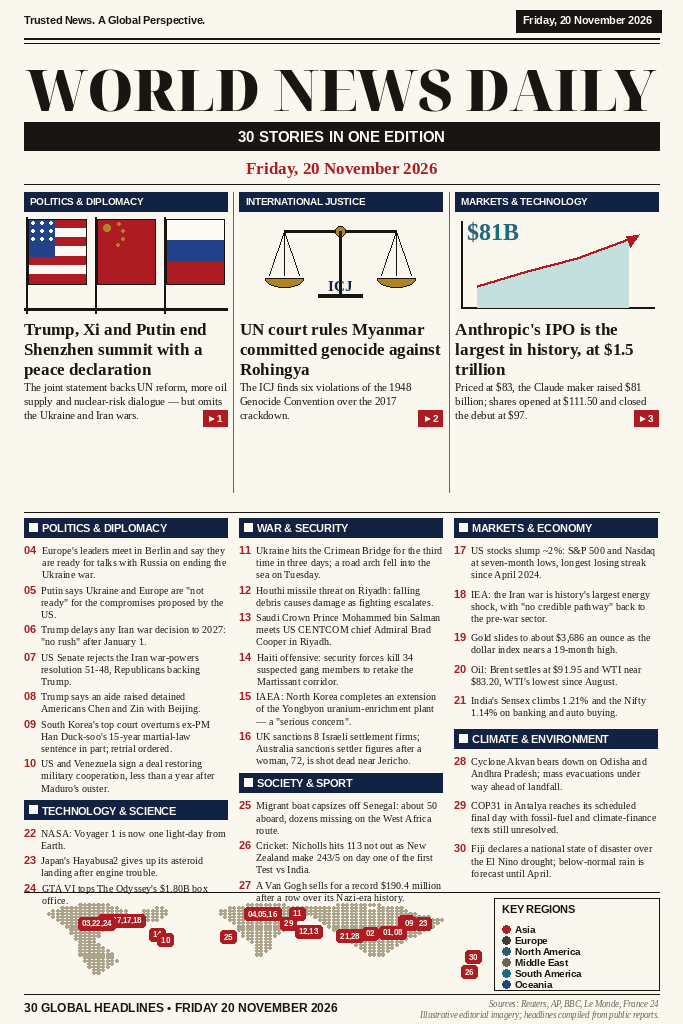 Trusted News. A Global Perspective.
Friday, 20 November 2026
WORLD NEWS DAILY
30 STORIES IN ONE EDITION
Friday, 20 November 2026
POLITICS & DIPLOMACY
Trump, Xi and Putin end
Shenzhen summit with a
peace declaration
The joint statement backs UN reform, more oil
supply and nuclear-risk dialogue — but omits
the Ukraine and Iran wars.
►1
INTERNATIONAL JUSTICE
ICJ
UN court rules Myanmar
committed genocide against
Rohingya
The ICJ finds six violations of the 1948
Genocide Convention over the 2017
crackdown.
►2
MARKETS & TECHNOLOGY
$81B
Anthropic's IPO is the
largest in history, at $1.5
trillion
Priced at $83, the Claude maker raised $81
billion; shares opened at $111.50 and closed
the debut at $97.
►3
POLITICS & DIPLOMACY
04 Europe's leaders meet in Berlin and say they
are ready for talks with Russia on ending the
Ukraine war.
05 Putin says Ukraine and Europe are "not
ready" for the compromises proposed by the
US.
06 Trump delays any Iran war decision to 2027:
"no rush" after January 1.
07 US Senate rejects the Iran war-powers
resolution 51-48, Republicans backing
Trump.
08 Trump says an aide raised detained
Americans Chen and Zin with Beijing.
09 South Korea's top court overturns ex-PM
Han Duck-soo's 15-year martial-law
sentence in part; retrial ordered.
10 US and Venezuela sign a deal restoring
military cooperation, less than a year after
Maduro's ouster.
TECHNOLOGY & SCIENCE
22 NASA: Voyager 1 is now one light-day from
Earth.
23 Japan's Hayabusa2 gives up its asteroid
landing after engine trouble.
24 GTA VI tops The Odyssey's $1.80B box
office.
WAR & SECURITY
11 Ukraine hits the Crimean Bridge for the third
time in three days; a road arch fell into the
sea on Tuesday.
12 Houthi missile threat on Riyadh: falling
debris causes damage as fighting escalates.
13 Saudi Crown Prince Mohammed bin Salman
meets US CENTCOM chief Admiral Brad
Cooper in Riyadh.
14 Haiti offensive: security forces kill 34
suspected gang members to retake the
Martissant corridor.
15 IAEA: North Korea completes an extension
of the Yongbyon uranium-enrichment plant
— a "serious concern".
16 UK sanctions 8 Israeli settlement firms;
Australia sanctions settler figures after a
woman, 72, is shot dead near Jericho.
SOCIETY & SPORT
25 Migrant boat capsizes off Senegal: about 50
aboard, dozens missing on the West Africa
route.
26 Cricket: Nicholls hits 113 not out as New
Zealand make 243/5 on day one of the first
Test vs India.
27 A Van Gogh sells for a record $190.4 million
after a row over its Nazi-era history.
MARKETS & ECONOMY
17 US stocks slump ~2%: S&P 500 and Nasdaq
at seven-month lows, longest losing streak
since April 2024.
18 IEA: the Iran war is history's largest energy
shock, with "no credible pathway" back to
the pre-war sector.
19 Gold slides to about $3,686 an ounce as the
dollar index nears a 19-month high.
20 Oil: Brent settles at $91.95 and WTI near
$83.20, WTI's lowest since August.
21 India's Sensex climbs 1.21% and the Nifty
1.14% on banking and auto buying.
CLIMATE & ENVIRONMENT
28 Cyclone Akvan bears down on Odisha and
Andhra Pradesh; mass evacuations under
way ahead of landfall.
29 COP31 in Antalya reaches its scheduled
final day with fossil-fuel and climate-finance
texts still unresolved.
30 Fiji declares a national state of disaster over
the El Nino drought; below-normal rain is
forecast until April.
03,22,24
7,17,18
10
25
04,05,16
11
29
12,13
21,28
02
01,08
09
23
30
26
KEY REGIONS
Asia
Europe
North America
Middle East
South America
Oceania
30 GLOBAL HEADLINES • FRIDAY 20 NOVEMBER 2026
Sources: Reuters, AP, BBC, Le Monde, France 24
Illustrative editorial imagery; headlines compiled from public reports.